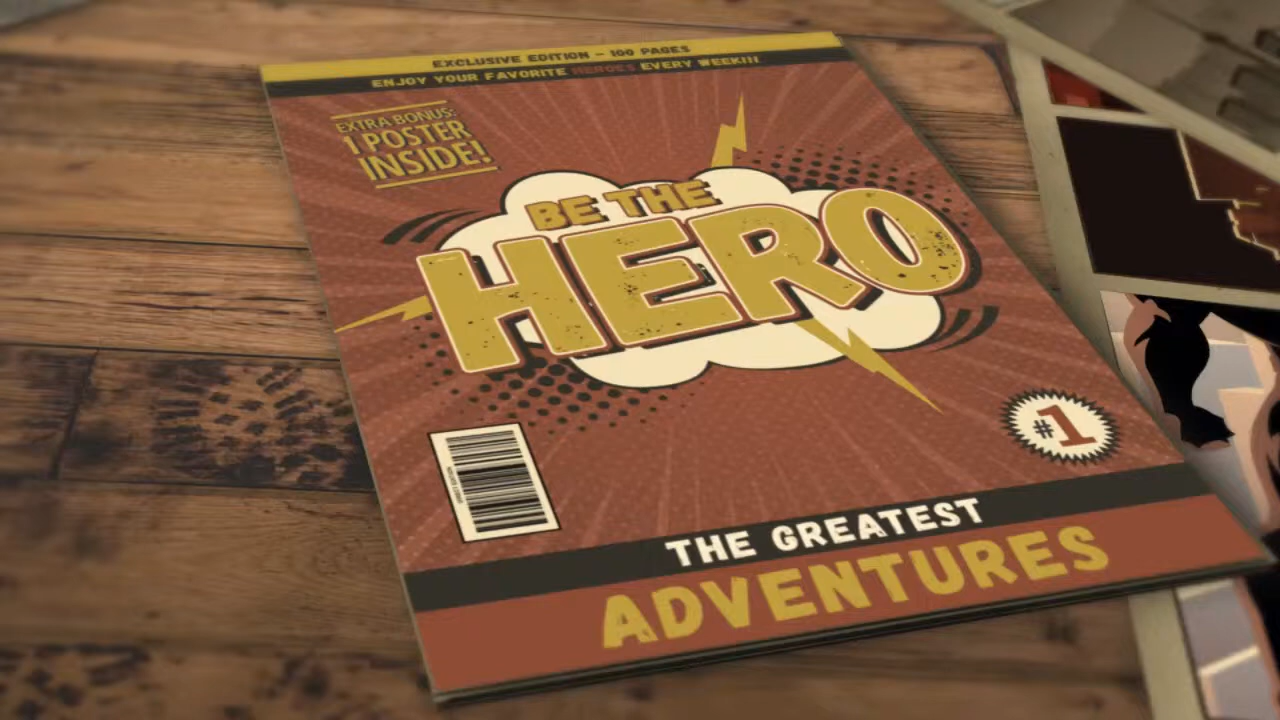 EXCLUSIVE EDITION - 100 PAGES
ENJOY YOUR FAVORITE HEROES EVERY WEEK!!!
EXTRA BONUS:
1 POSTER
INSIDE!
BE THE
HERO
#1
THE GREATEST
ADVENTURES